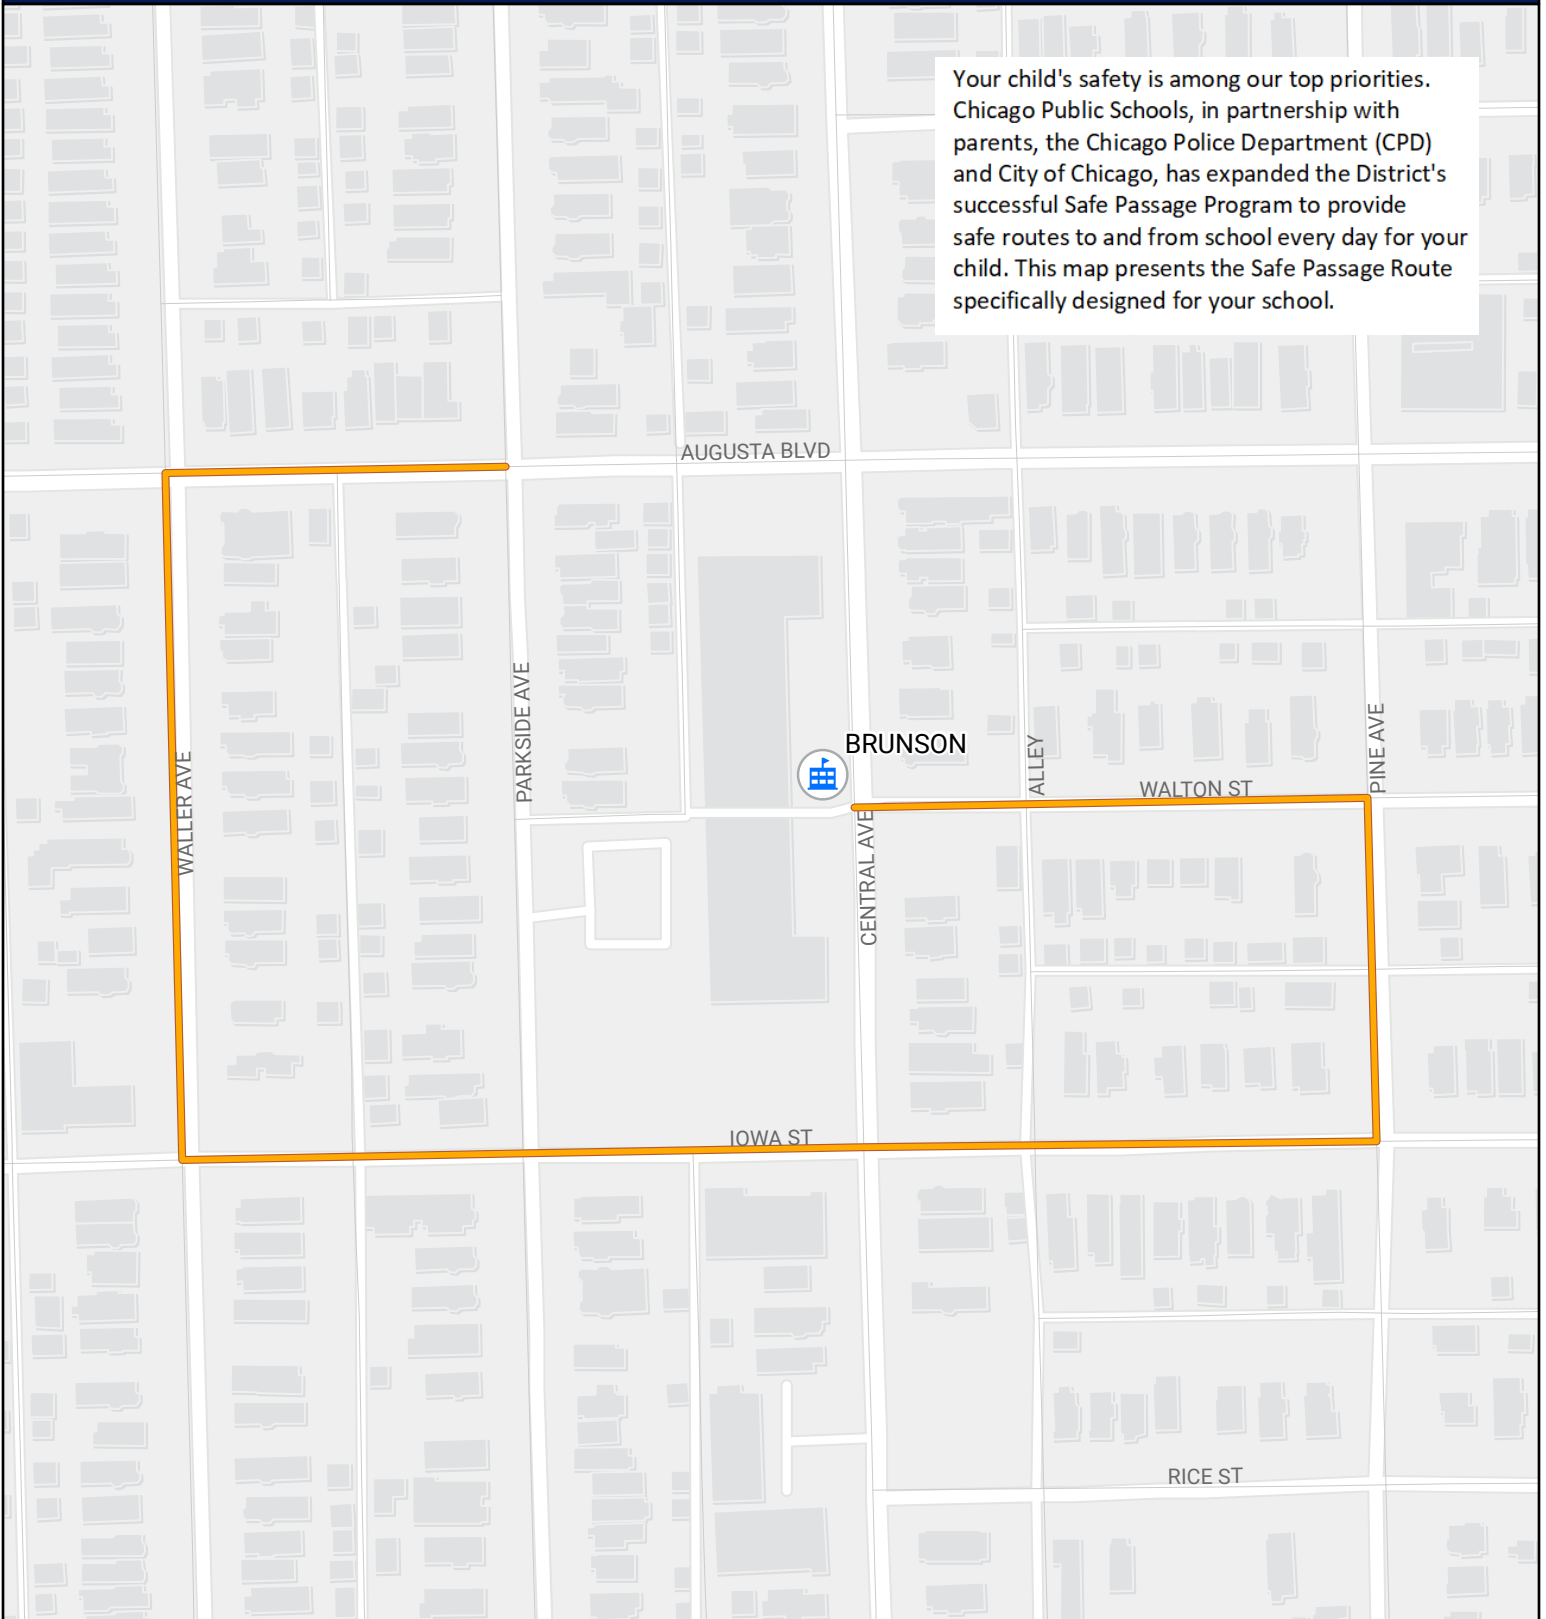 Your child's safety is among our top priorities.
Chicago Public Schools, in partnership with
parents, the Chicago Police Department (CPD)
and City of Chicago, has expanded the District's
successful Safe Passage Program to provide
safe routes to and from school every day for your
child. This map presents the Safe Passage Route
specifically designed for your school.
AUGUSTA BLVD
WALLER AVE
PARKSIDE AVE
BRUNSON
CENTRAL AVE
ALLEY
WALTON ST
PINE AVE
IOWA ST
RICE ST